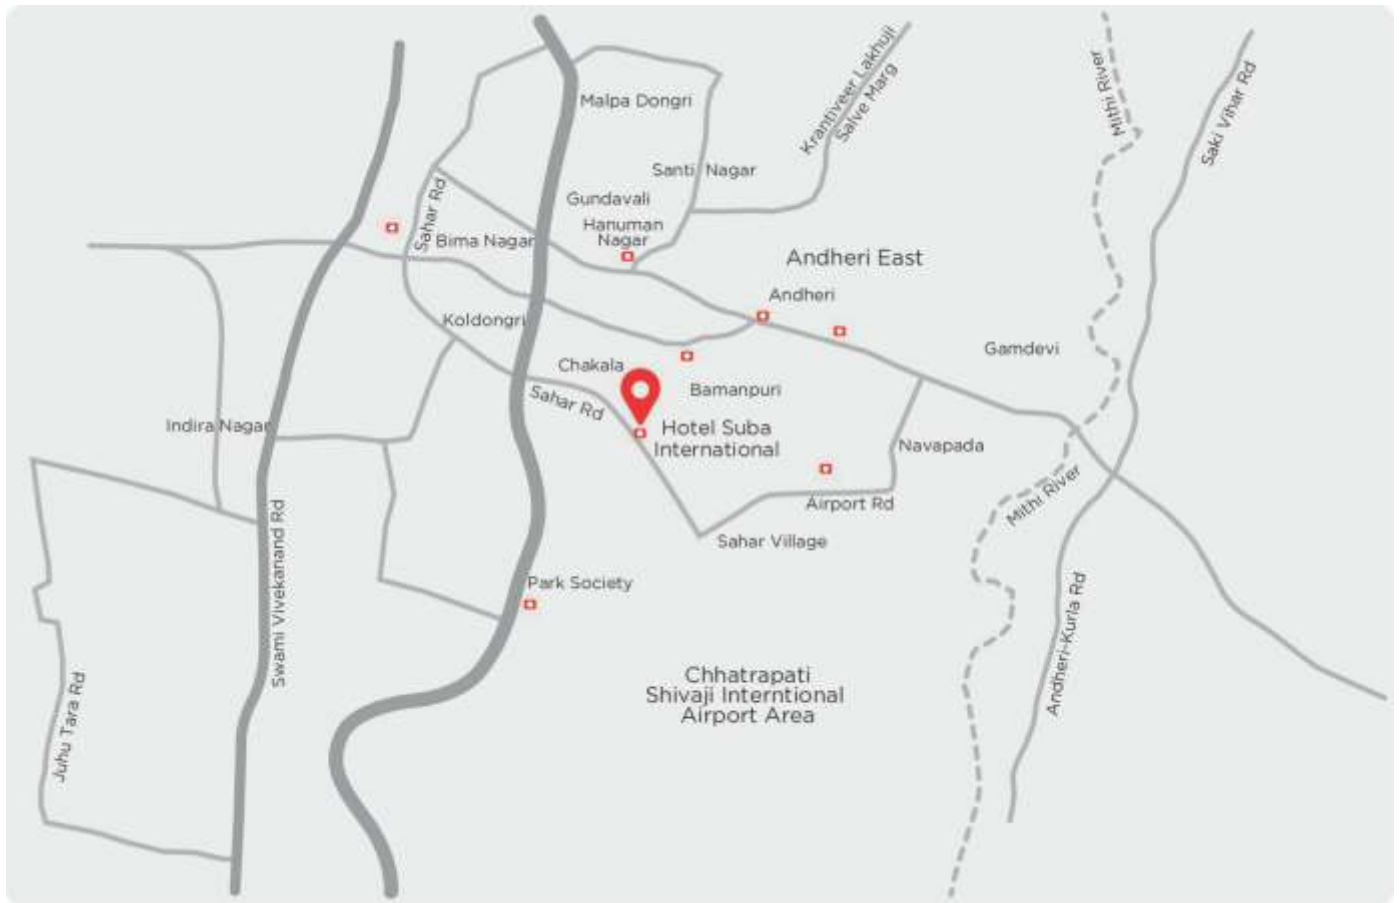 Malpa Dongri
Krantiveer Lakhuji
Salve Marg
Mithi River
Saki Vihar Rd
Santi Nagar
Sahar Rd
Gundavali
Hanuman
Nagar
Bima Nagar
Andheri East
Andheri
Koldongri
Gamdevi
Chakala
Bamanpuri
Sahar Rd
Indira Nagar
Hotel Suba
International
Navapada
Mithi River
Airport Rd
Sahar Village
Swami Vivekanand Rd
Park Society
Andheri-Kurla Rd
Chhatrapati
Shivaji Interntional
Airport Area
Juhu Tara Rd